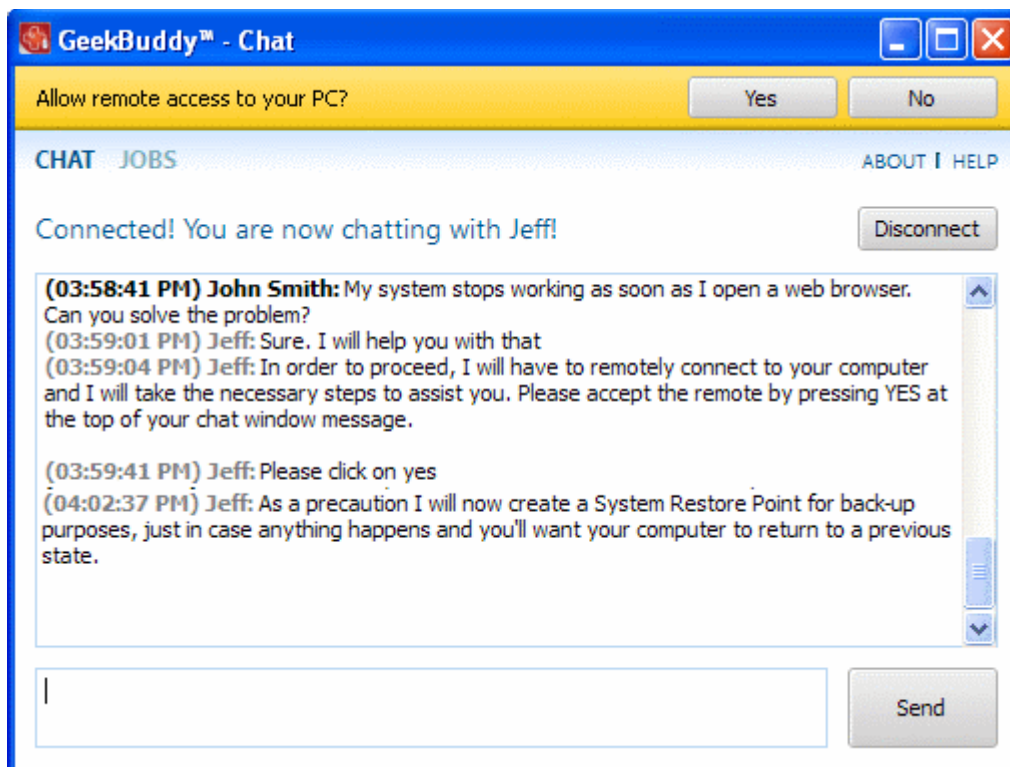 GeekBuddy™ - Chat
Allow remote access to your PC?
Yes
No
CHAT JOBS
ABOUT | HELP
Connected! You are now chatting with Jeff!
Disconnect
(03:58:41 PM) John Smith: My system stops working as soon as I open a web browser.
Can you solve the problem?
(03:59:01 PM) Jeff: Sure. I will help you with that
(03:59:04 PM) Jeff: In order to proceed, I will have to remotely connect to your computer
and I will take the necessary steps to assist you. Please accept the remote by pressing YES at
the top of your chat window message.
(03:59:41 PM) Jeff: Please click on yes
(04:02:37 PM) Jeff: As a precaution I will now create a System Restore Point for back-up
purposes, just in case anything happens and you'll want your computer to return to a previous
state.
Send